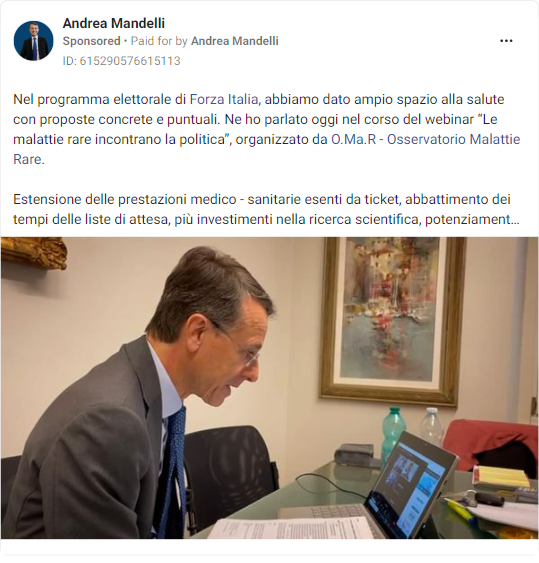 Andrea Mandelli
Sponsored • Paid for by Andrea Mandelli
ID: 615290576615113
Nel programma elettorale di Forza Italia, abbiamo dato ampio spazio alla salute
con proposte concrete e puntuali. Ne ho parlato oggi nel corso del webinar “Le
malattie rare incontrano la politica”, organizzato da O.Ma.R - Osservatorio Malattie
Rare.
Estensione delle prestazioni medico - sanitarie esenti da ticket, abbattimento dei
tempi delle liste di attesa, più investimenti nella ricerca scientifica, potenziament...